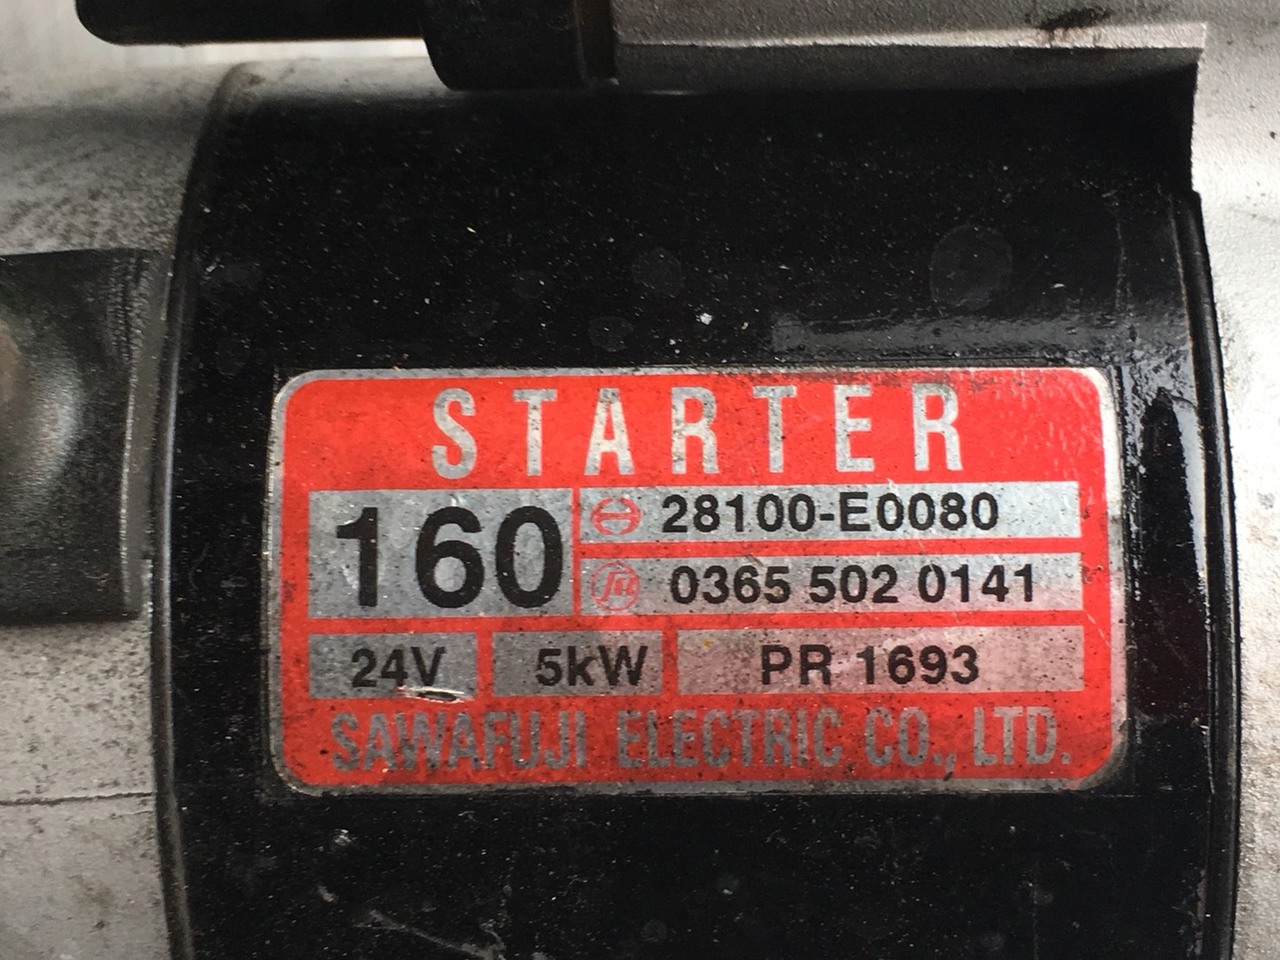 STARTER
160
28100-E0080
0365 502 0141
24V 5kW PR 1693
SAWAFUJI ELECTRIC CO., LTD.